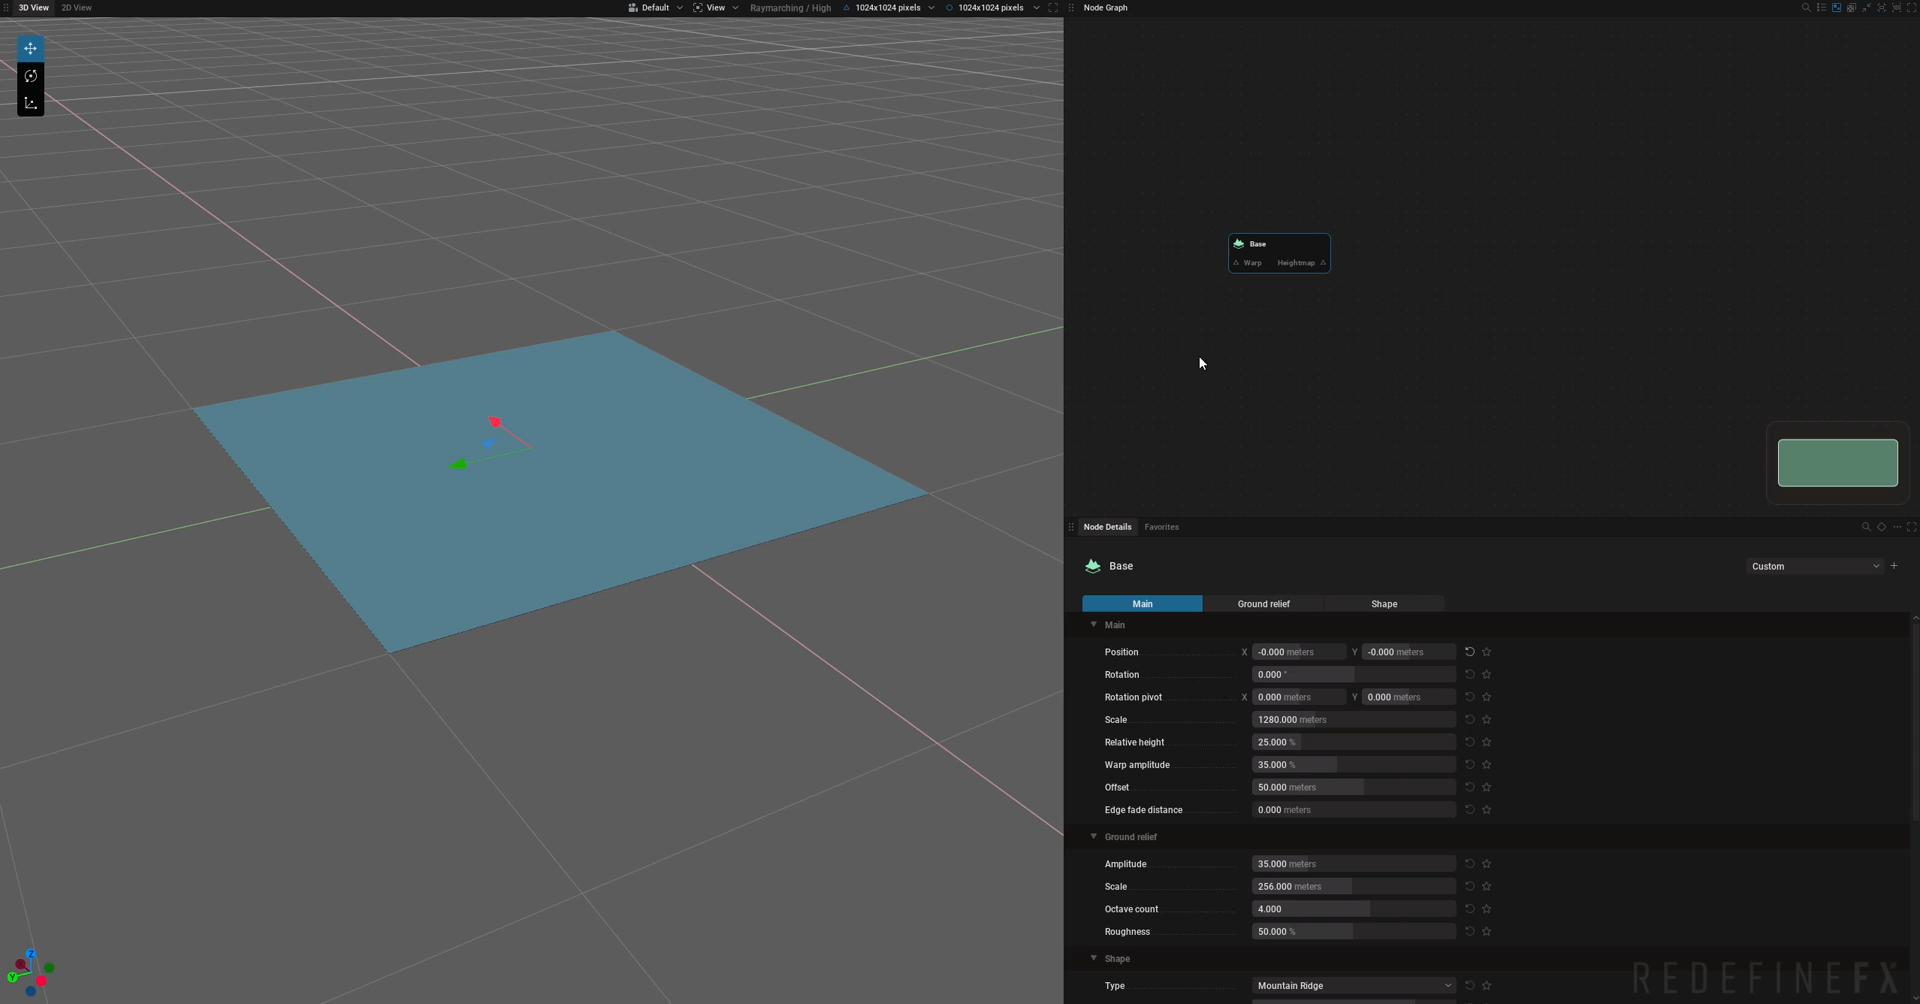 3D View
2D View
Default
View
Raymarching / High
1024x1024 pixels
1024x1024 pixels
Node Graph
Base
Warp
Heightmap
Node Details
Favorites
Base
Custom
Main
Ground relief
Shape
Main
Position X -0.000 meters Y -0.000 meters
Rotation 0.000 °
Rotation pivot X 0.000 meters Y 0.000 meters
Scale 1280.000 meters
Relative height 25.000 %
Warp amplitude 35.000 %
Offset 50.000 meters
Edge fade distance 0.000 meters
Ground relief
Amplitude 35.000 meters
Scale 256.000 meters
Octave count 4.000
Roughness 50.000 %
Shape
Type Mountain Ridge
Z
Y
REDEFINEFX